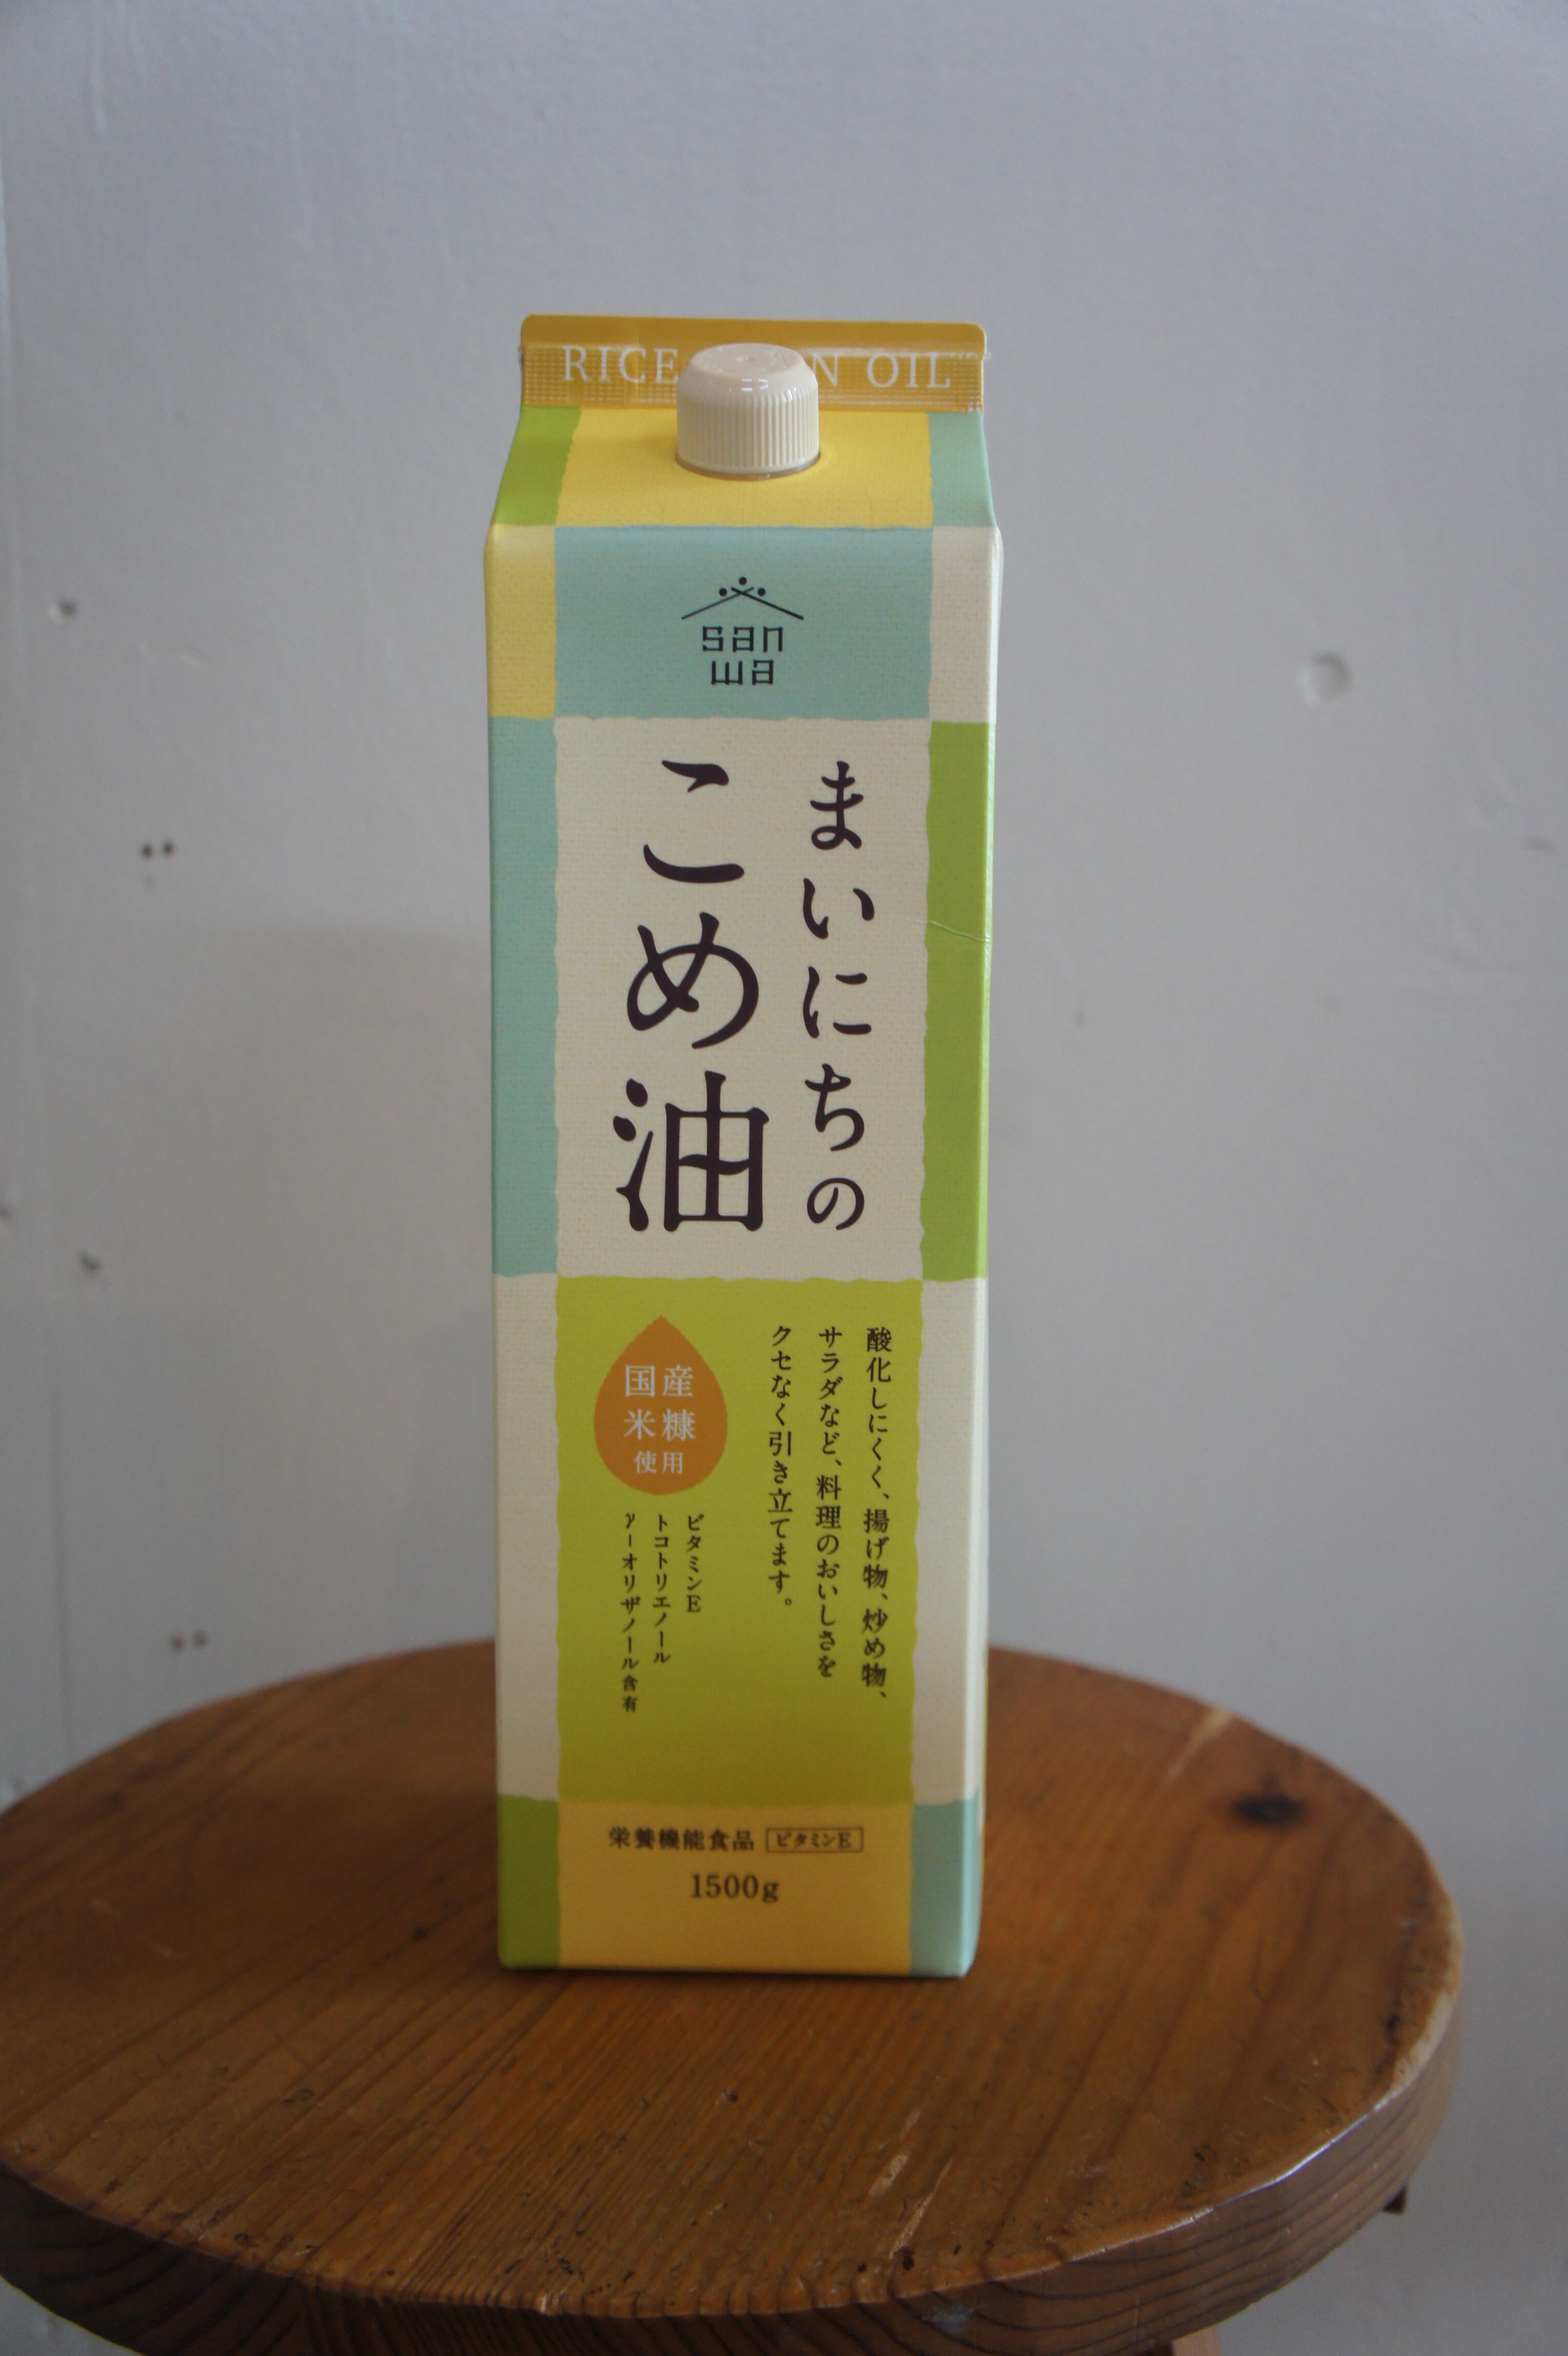 RICE N OIL
san
wa
まいにちの
こめ油
酸化しにくく、揚げ物、炒め物、
サラダなど、料理のおいしさを
クセなく引き立てます。
国産
米糠
使用
ビタミンE
トコトリエノール
γ-オリザノール含有
栄養機能食品 ビタミンE
1500g